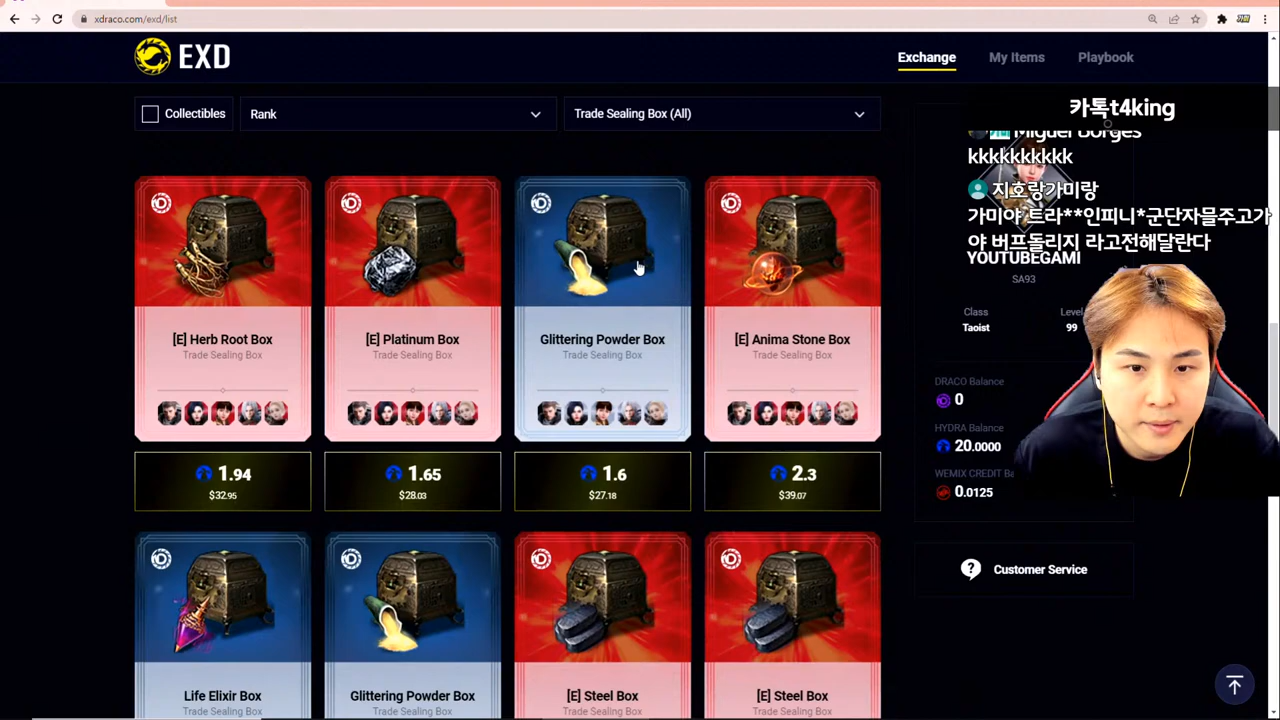 xdraco.com/exd/list
EXD
Exchange
My Items
Playbook
Collectibles
Rank
Trade Sealing Box (All)
카톡t4king
Miguel Borges
kkkkkkkkkk
지호랑가미랑
가미야 트라**인피니*군단자믈주고가
야 버프돌리지 라고전해달란다
YOUTUBEGAMI
SA93
Class
Level
Taoist
99
DRACO Balance
0
HYDRA Balance
20.0000
WEMIX CREDIT Ba
0.0125
Customer Service
[E] Herb Root Box
Trade Sealing Box
1.94
$32.95
[E] Platinum Box
Trade Sealing Box
1.65
$28.03
Glittering Powder Box
Trade Sealing Box
1.6
$27.18
[E] Anima Stone Box
Trade Sealing Box
2.3
$39.07
Life Elixir Box
Trade Sealing Box
Glittering Powder Box
Trade Sealing Box
[E] Steel Box
Trade Sealing Box
[E] Steel Box
Trade Sealing Box